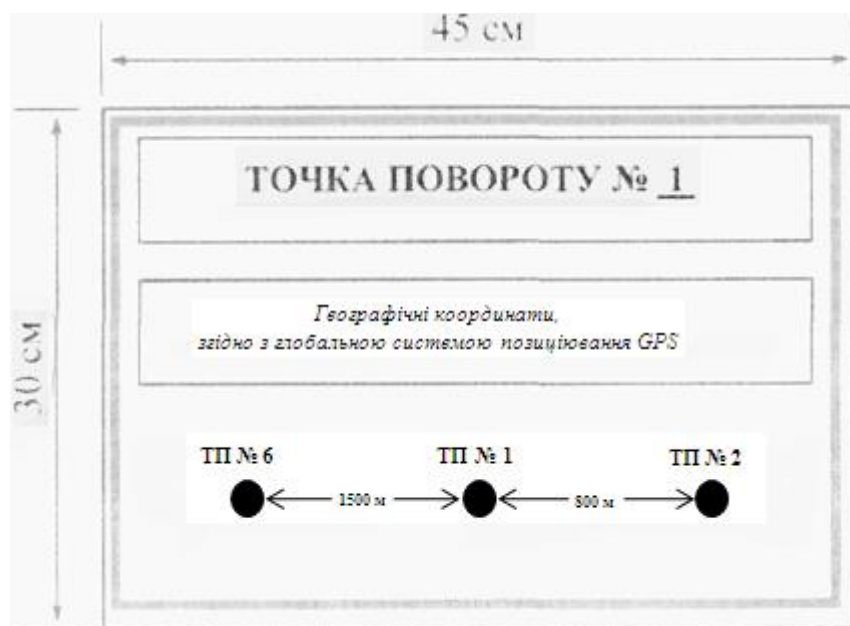 45 см
ТОЧКА ПОВОРОТУ № 1
Географічні координати,
згідно з глобальною системою позиціювання GPS
30 см
ТП № 6 ТП № 1 ТП № 2
1500 м 800 м